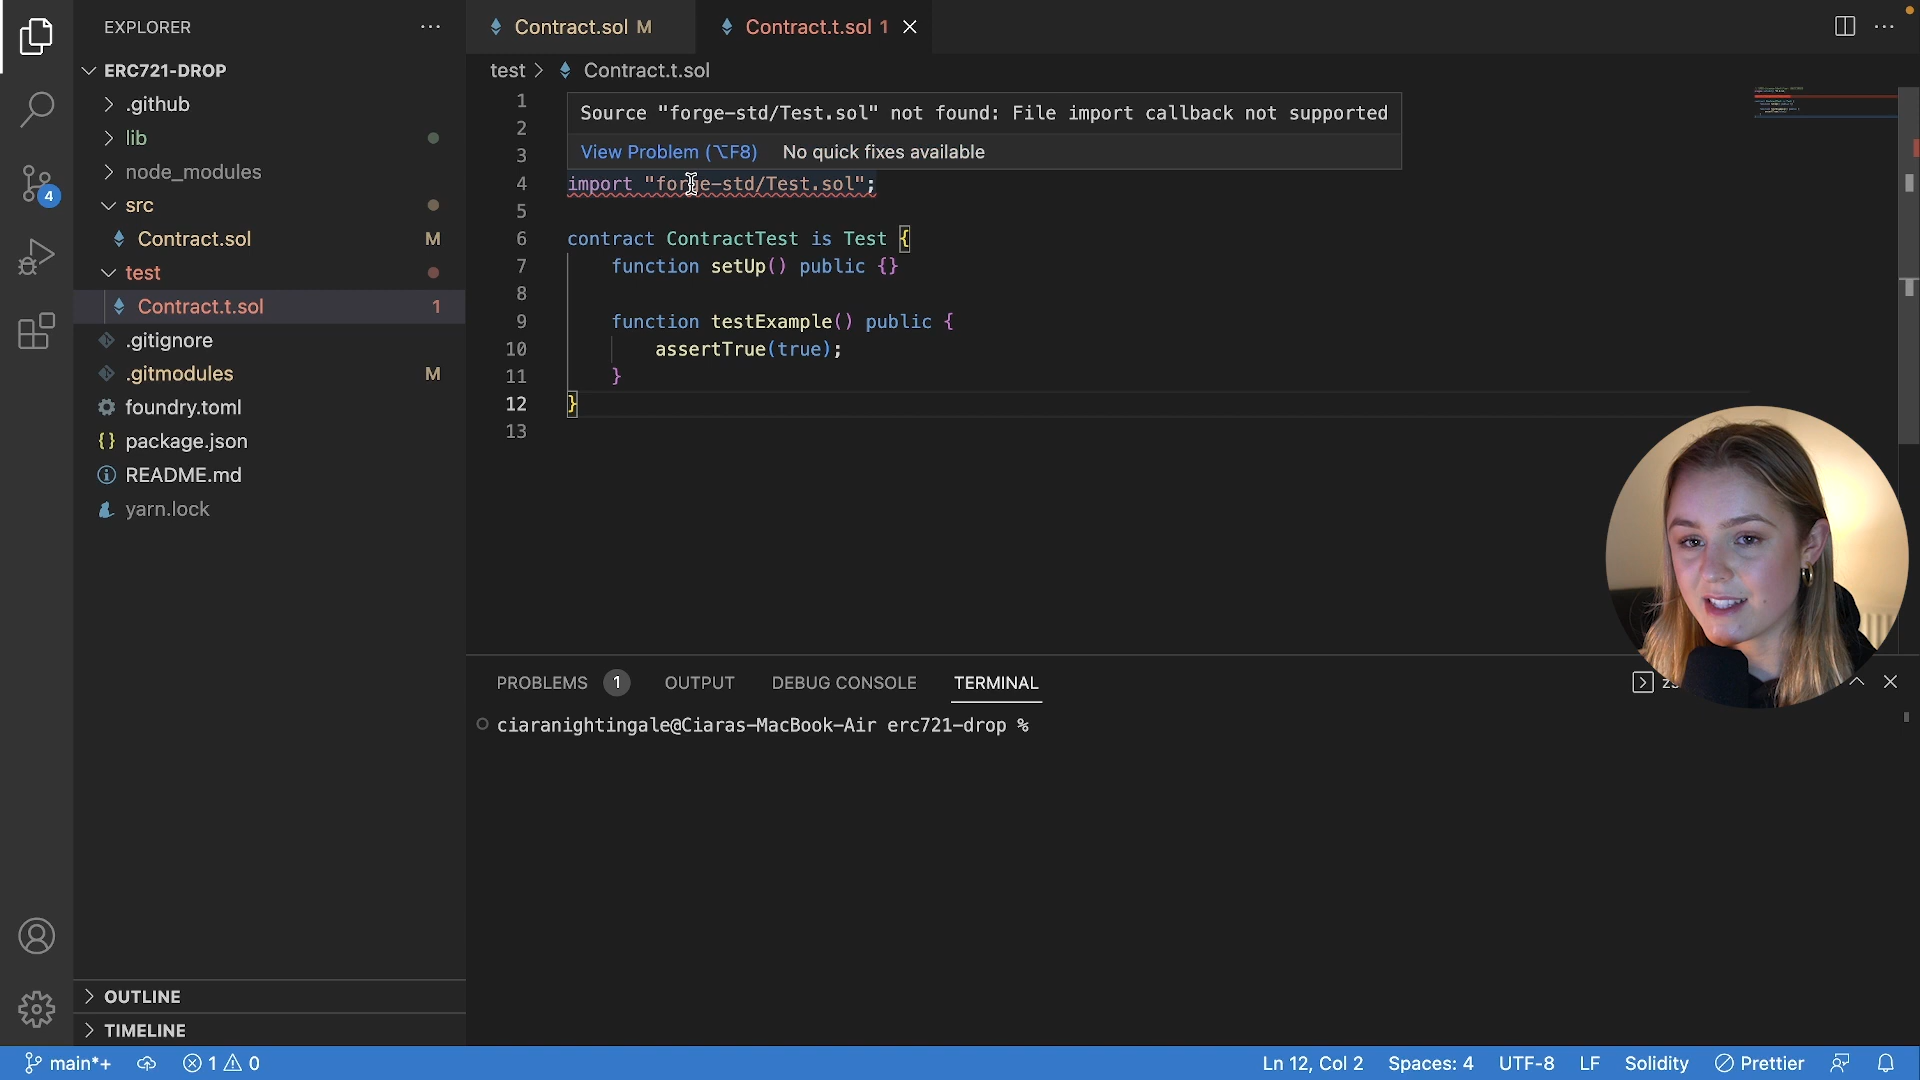 EXPLORER
Contract.sol M
Contract.t.sol 1
ERC721-DROP
.github
lib
node_modules
src
Contract.sol M
test
Contract.t.sol 1
.gitignore
.gitmodules M
foundry.toml
package.json
README.md
yarn.lock
OUTLINE
TIMELINE
4
test > Contract.t.sol
1
2
3
Source "forge-std/Test.sol" not found: File import callback not supported
View Problem (⌥F8) No quick fixes available
4 import "forge-std/Test.sol";
5
6 contract ContractTest is Test {
7 function setUp() public {}
8
9 function testExample() public {
10 assertTrue(true);
11 }
12 }
13
PROBLEMS 1 OUTPUT DEBUG CONSOLE TERMINAL
ciaranightingale@Ciaras-MacBook-Air erc721-drop %
main*+ 1 0 Ln 12, Col 2 Spaces: 4 UTF-8 LF Solidity Prettier